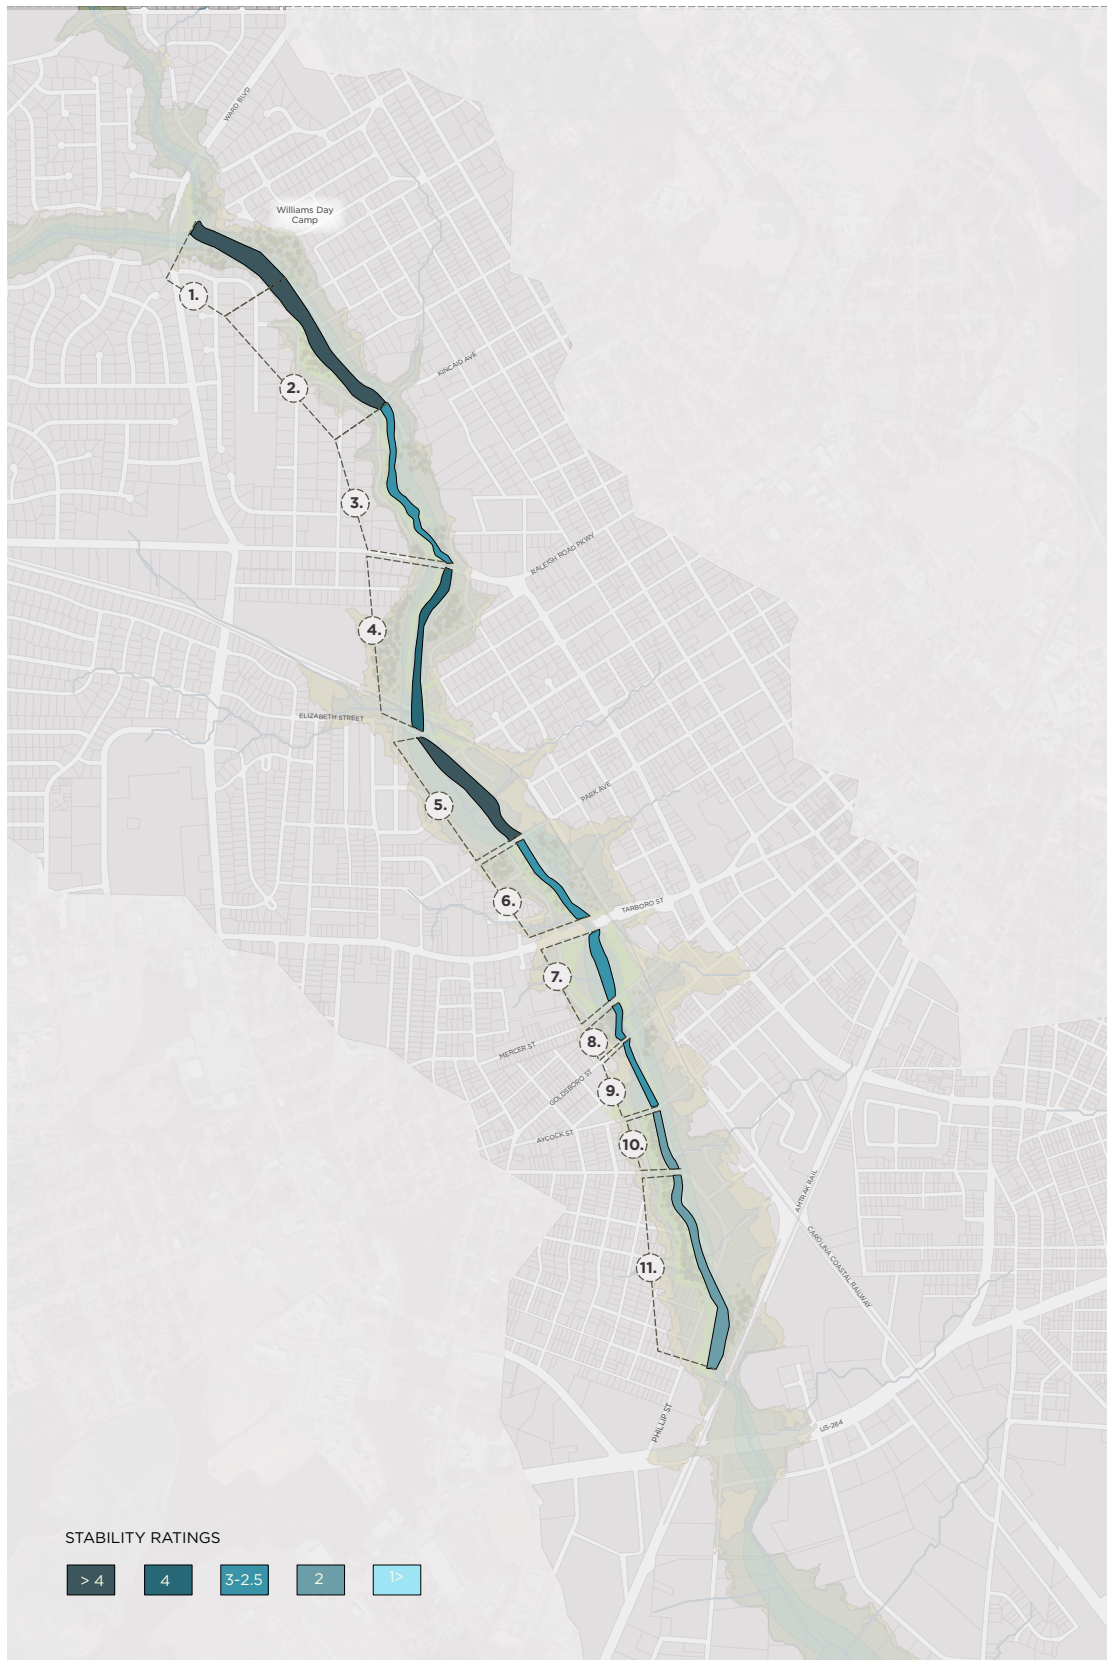 WARD BLVD
Williams Day
Camp
1.
KINCAID AVE
2.
3.
RALEIGH ROAD PKWY
4.
ELIZABETH STREET
PARK AVE
5.
6.
TARBORO ST
7.
MERCER ST
8.
GOLDSBORO ST
9.
AYCOCK ST
10.
AMTRAK RAIL
CAROLINA COASTAL RAILWAY
11.
PHILLIP ST
US-264
STABILITY RATINGS
> 4
4
3-2.5
2
1>